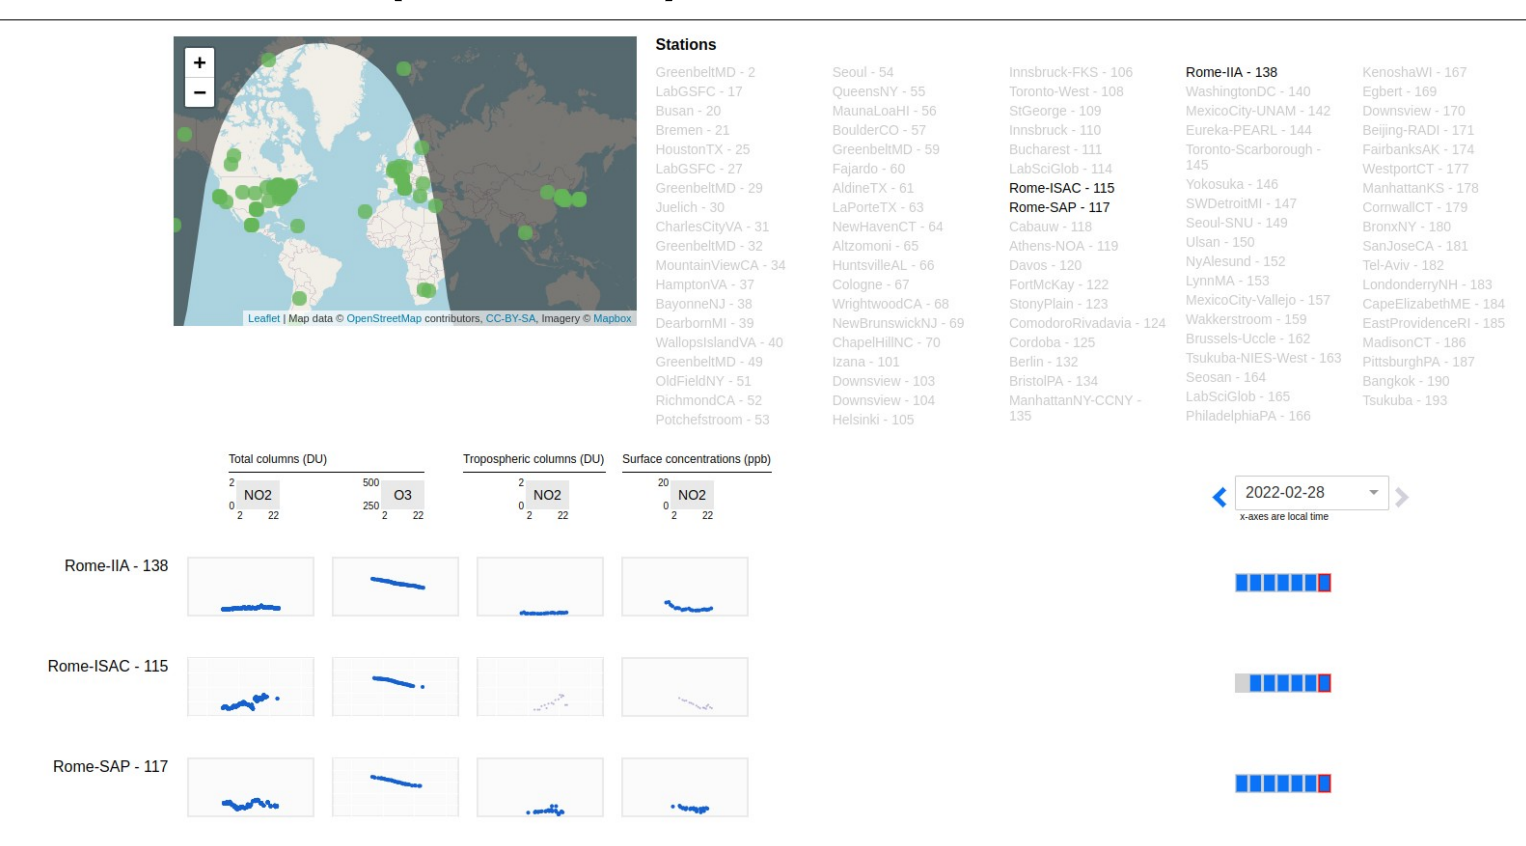 +
−
Leaflet | Map data © OpenStreetMap contributors, CC-BY-SA, Imagery © Mapbox
Stations
GreenbeltMD - 2
LabGSFC - 17
Busan - 20
Bremen - 21
HoustonTX - 25
LabGSFC - 27
GreenbeltMD - 29
Juelich - 30
CharlesCityVA - 31
GreenbeltMD - 32
MountainViewCA - 34
HamptonVA - 37
BayonneNJ - 38
DearbornMI - 39
WallopsIslandVA - 40
GreenbeltMD - 49
OldFieldNY - 51
RichmondCA - 52
Potchefstroom - 53
Seoul - 54
QueensNY - 55
MaunaLoaHI - 56
BoulderCO - 57
GreenbeltMD - 59
Fajardo - 60
AldineTX - 61
LaPorteTX - 63
NewHavenCT - 64
Altzomoni - 65
HuntsvilleAL - 66
Cologne - 67
WrightwoodCA - 68
NewBrunswickNJ - 69
ChapelHillNC - 70
Izana - 101
Downsview - 103
Downsview - 104
Helsinki - 105
Innsbruck-FKS - 106
Toronto-West - 108
StGeorge - 109
Innsbruck - 110
Bucharest - 111
LabSciGlob - 114
Rome-ISAC - 115
Rome-SAP - 117
Cabauw - 118
Athens-NOA - 119
Davos - 120
FortMcKay - 122
StonyPlain - 123
ComodoroRivadavia - 124
Cordoba - 125
Berlin - 132
BristolPA - 134
ManhattanNY-CCNY -
135
Rome-IIA - 138
WashingtonDC - 140
MexicoCity-UNAM - 142
Eureka-PEARL - 144
Toronto-Scarborough -
145
Yokosuka - 146
SWDetroitMI - 147
Seoul-SNU - 149
Ulsan - 150
NyAlesund - 152
LynnMA - 153
MexicoCity-Vallejo - 157
Wakkerstroom - 159
Brussels-Uccle - 162
Tsukuba-NIES-West - 163
Seosan - 164
LabSciGlob - 165
PhiladelphiaPA - 166
KenoshaWI - 167
Egbert - 169
Downsview - 170
Beijing-RADI - 171
FairbanksAK - 174
WestportCT - 177
ManhattanKS - 178
CornwallCT - 179
BronxNY - 180
SanJoseCA - 181
Tel-Aviv - 182
LondonderryNH - 183
CapeElizabethME - 184
EastProvidenceRI - 185
MadisonCT - 186
PittsburghPA - 187
Bangkok - 190
Tsukuba - 193
Total columns (DU)
Tropospheric columns (DU)
Surface concentrations (ppb)
2
0
NO2
2 22
500
250
O3
2 22
2
0
NO2
2 22
20
0
NO2
2 22
2022-02-28
x-axes are local time
Rome-IIA - 138
Rome-ISAC - 115
Rome-SAP - 117